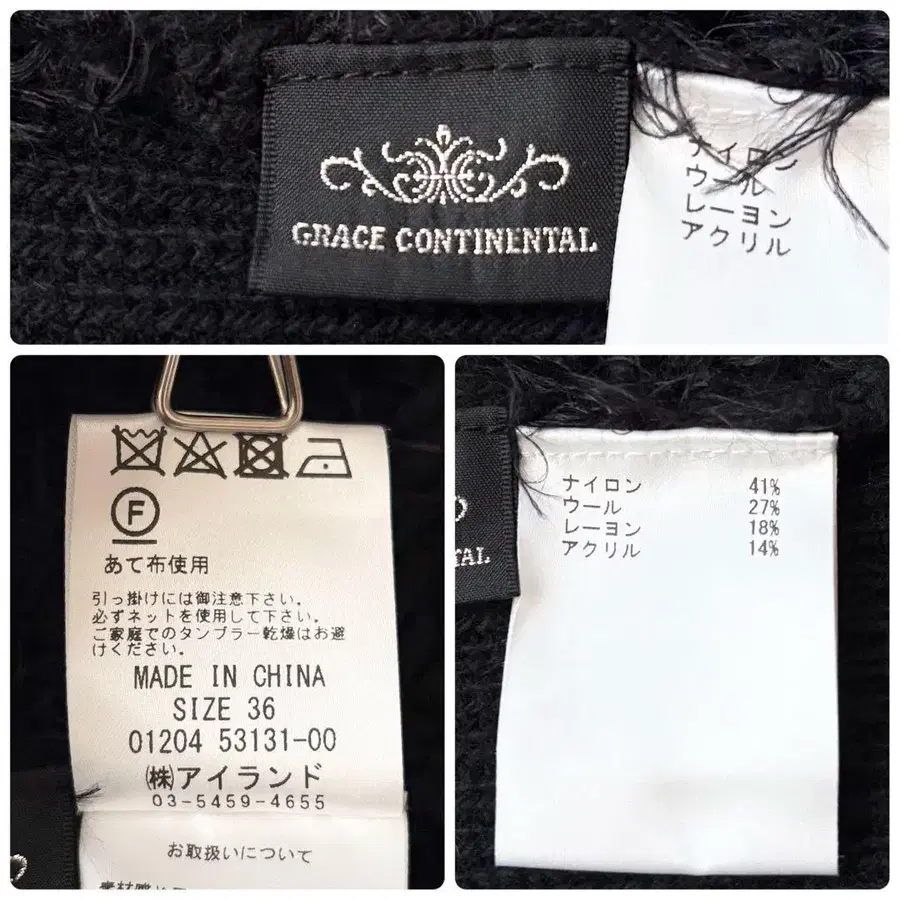 GRACE CONTINENTAL
ナイロン
ウール
レーヨン
アクリル
F
あて布使用
引っ掛けには御注意下さい。
必ずネットを使用して下さい。
ご家庭でのタンブラー乾燥はお避
けください。
MADE IN CHINA
SIZE 36
01204 53131-00
㈱アイランド
03-5459-4655
お取扱いについて
TAL
ナイロン 41%
ウール 27%
レーヨン 18%
アクリル 14%